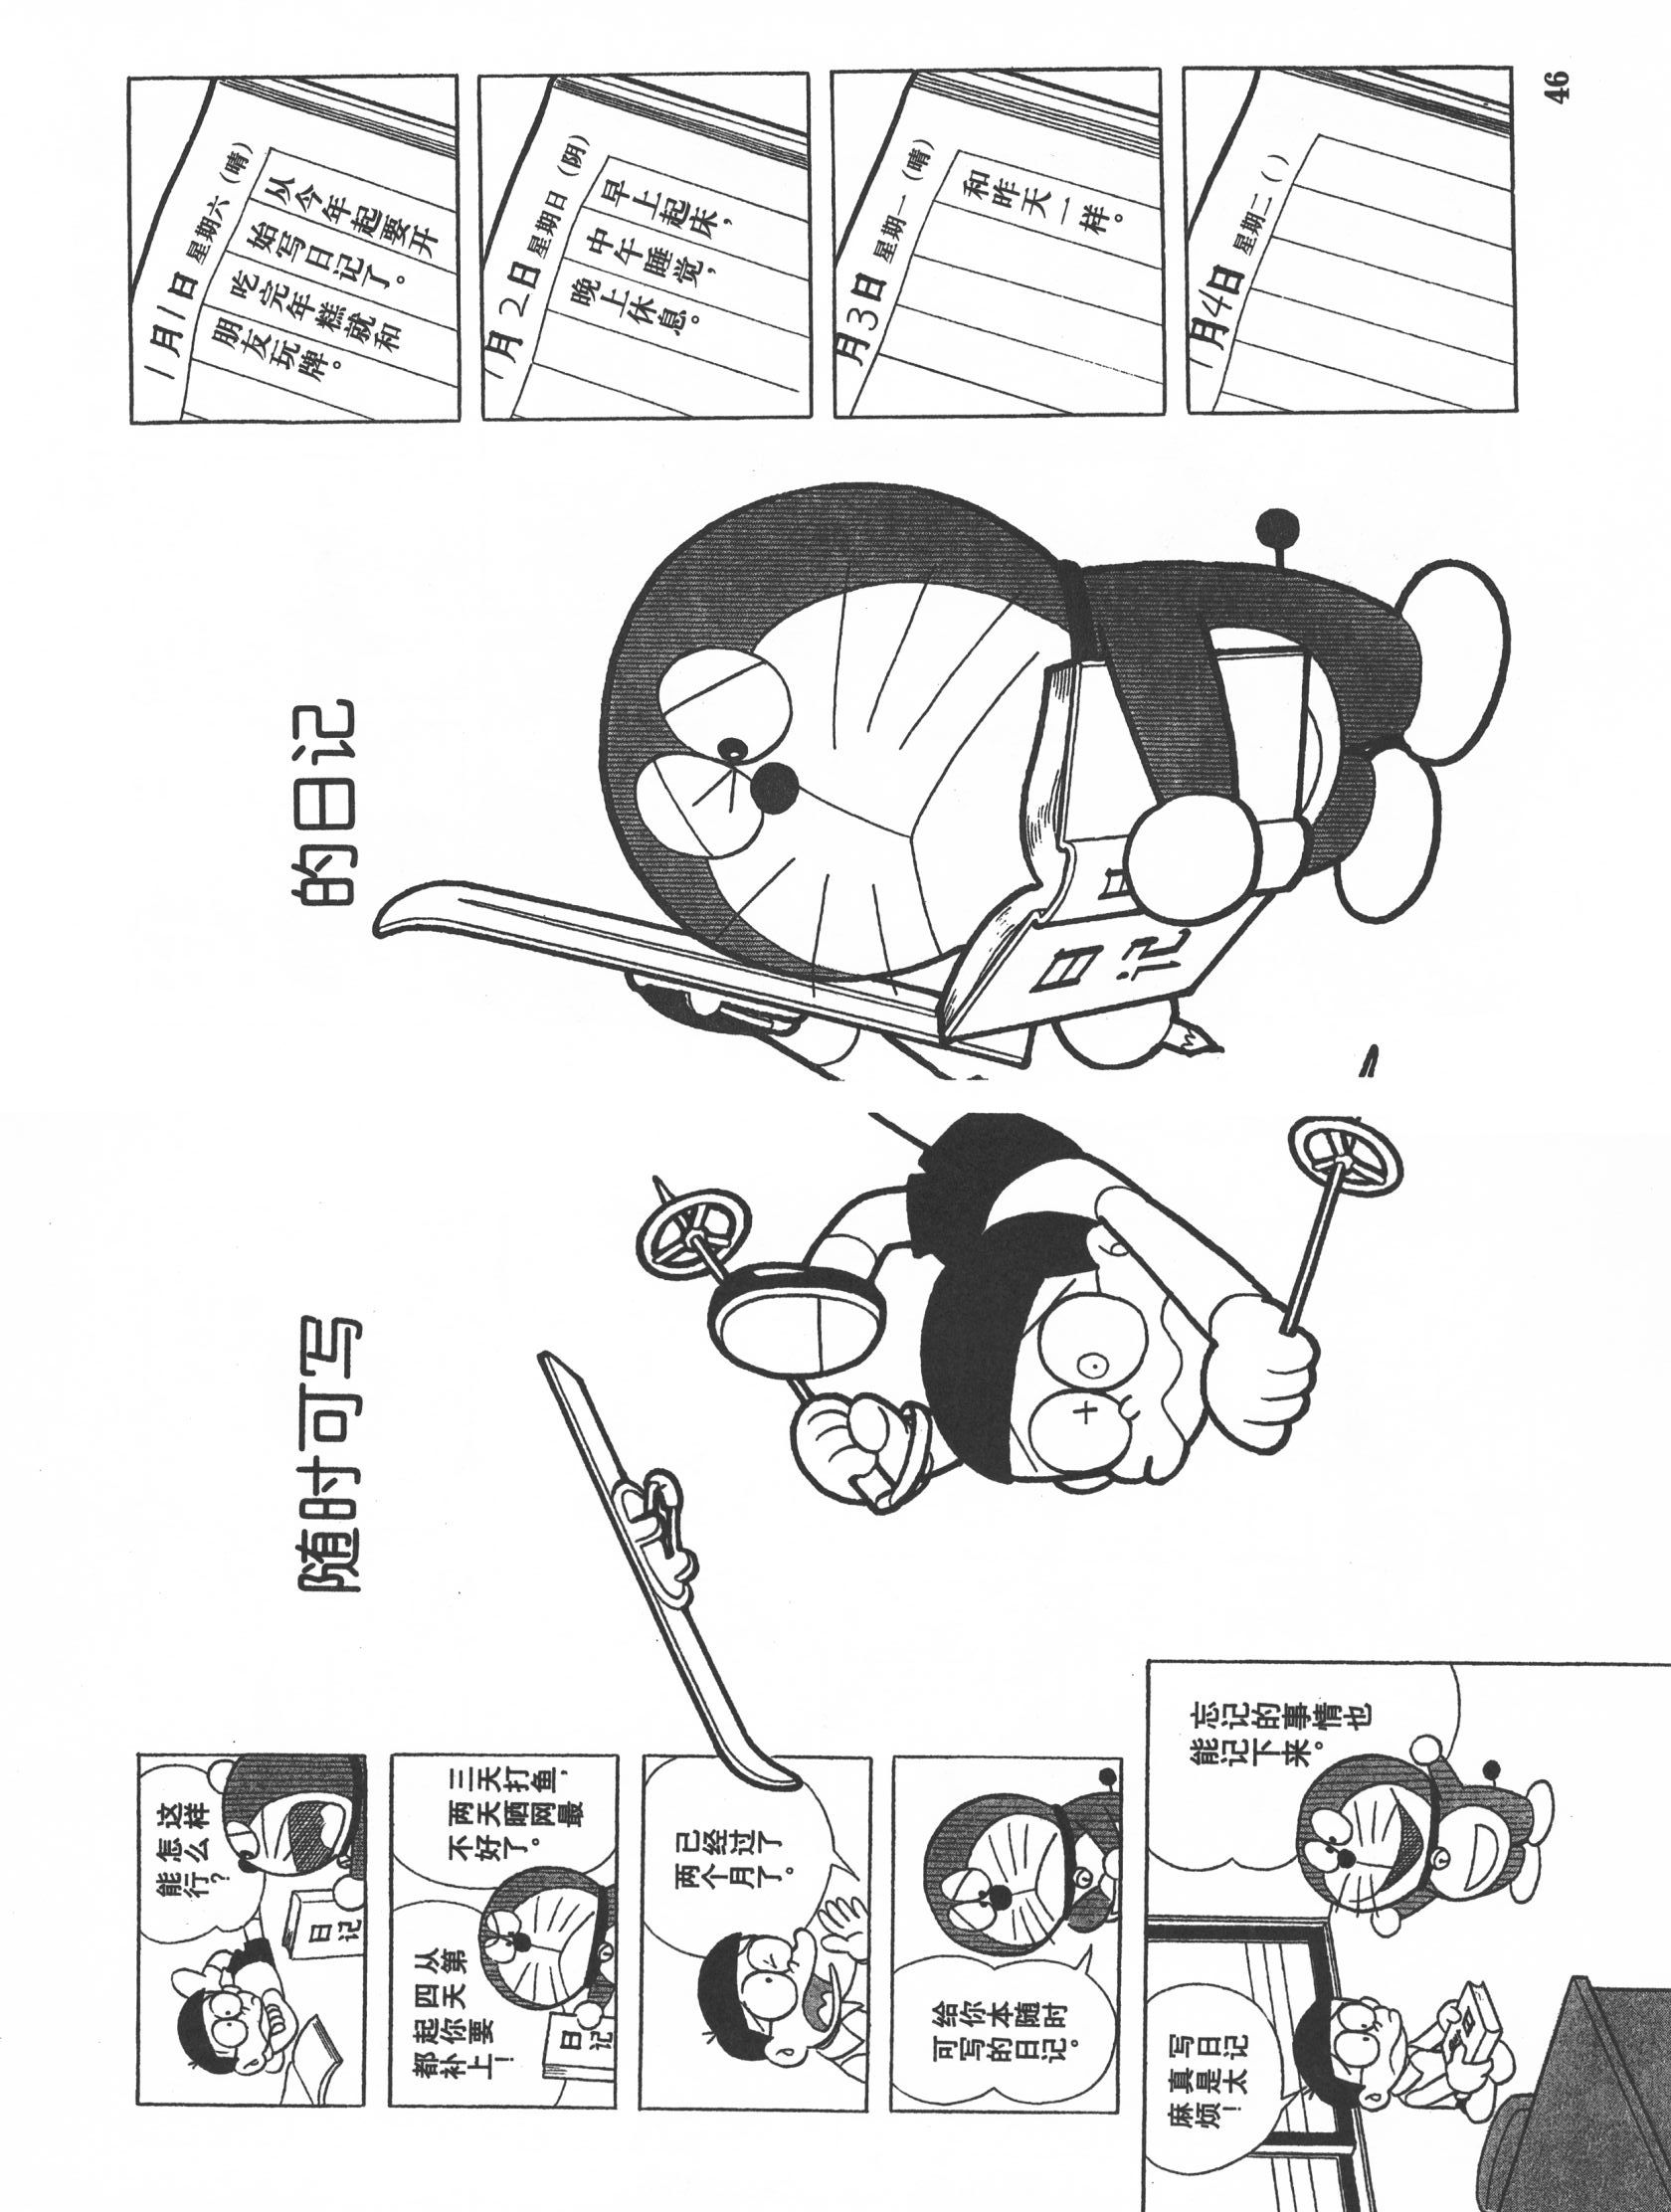 随时可写的日记
日记
1月1日 星期六（晴）
从今年起要开
始写日记了。
吃完年糕就和
朋友玩牌。
1月2日 星期日（阴）
早上起床，
中午睡觉，
晚上休息。
月3日 星期一（晴）
和昨天一样。
1月4日 星期二（ ）
这样
怎么
能行？
日记
三天打鱼，
两天晒网最
不好了。
从第
四天
起你要
都补上！
日记
已经过了
两个月了。
给你本随时
可写的日记。
忘记的事情也
能记下来。
写日记
真是太
麻烦！
46